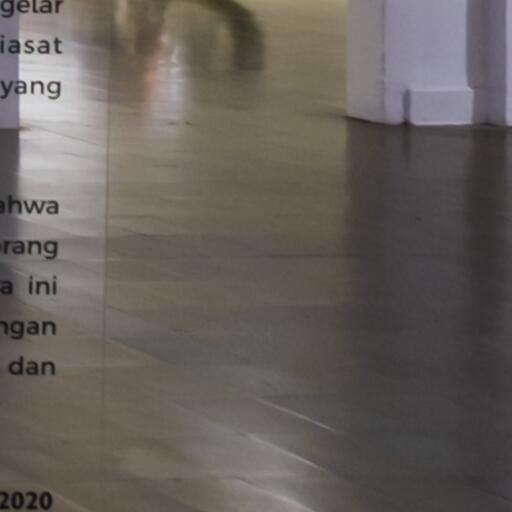 gelar
iasat
yang
ahwa
orang
a ini
ngan
dan
2020